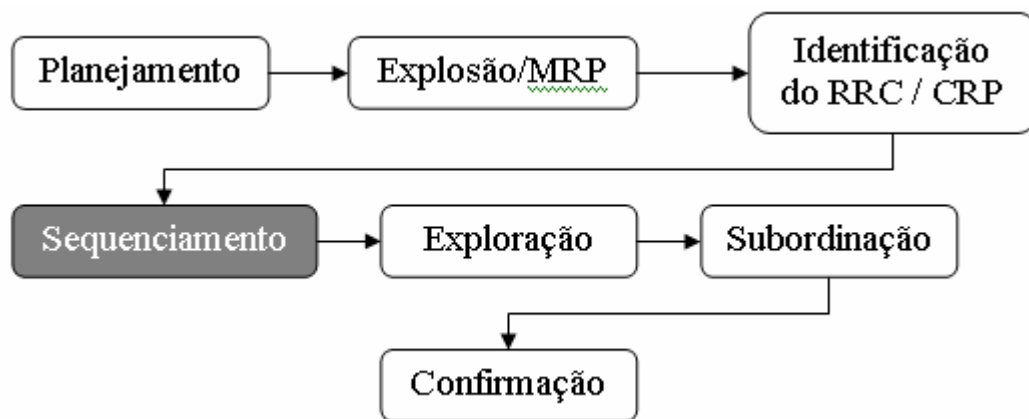 Planejamento
Explosão/MRP
Identificação
do RRC / CRP
Sequenciamento
Exploração
Subordinação
Confirmação